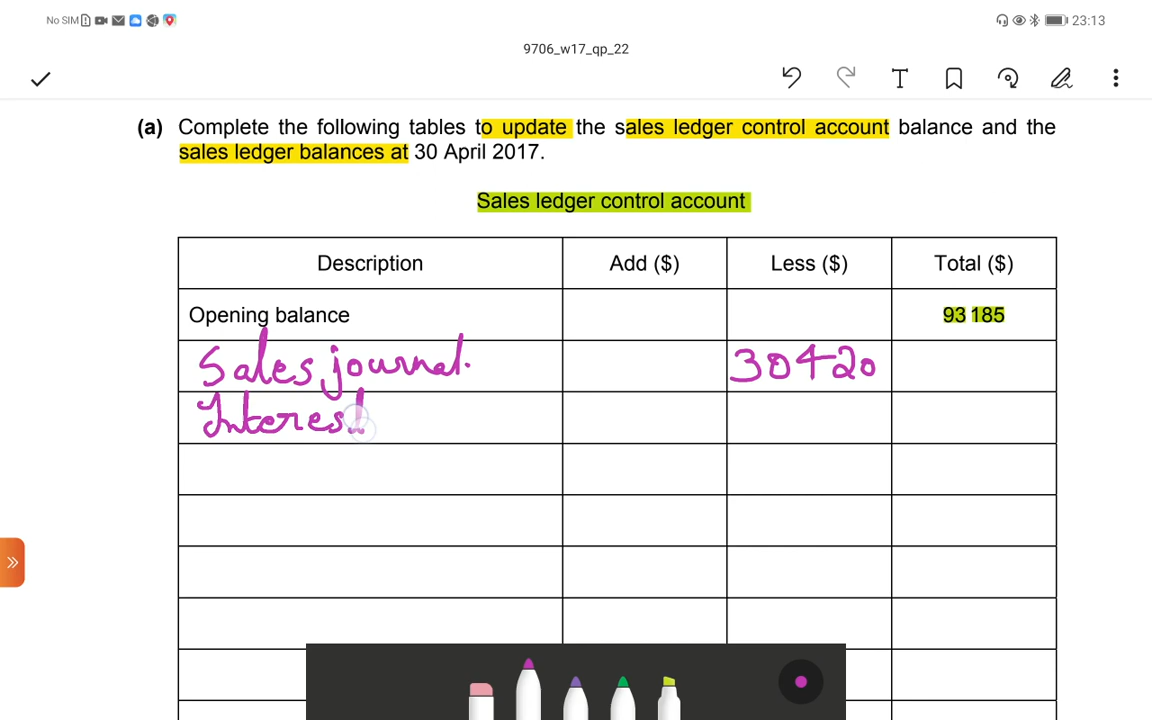 No SIM 23:13
9706_w17_qp_22
(a) Complete the following tables to update the sales ledger control account balance and the
sales ledger balances at 30 April 2017.
Sales ledger control account
Description Add ($) Less ($) Total ($)
Opening balance 93 185
Sales journal. 30420
Interest